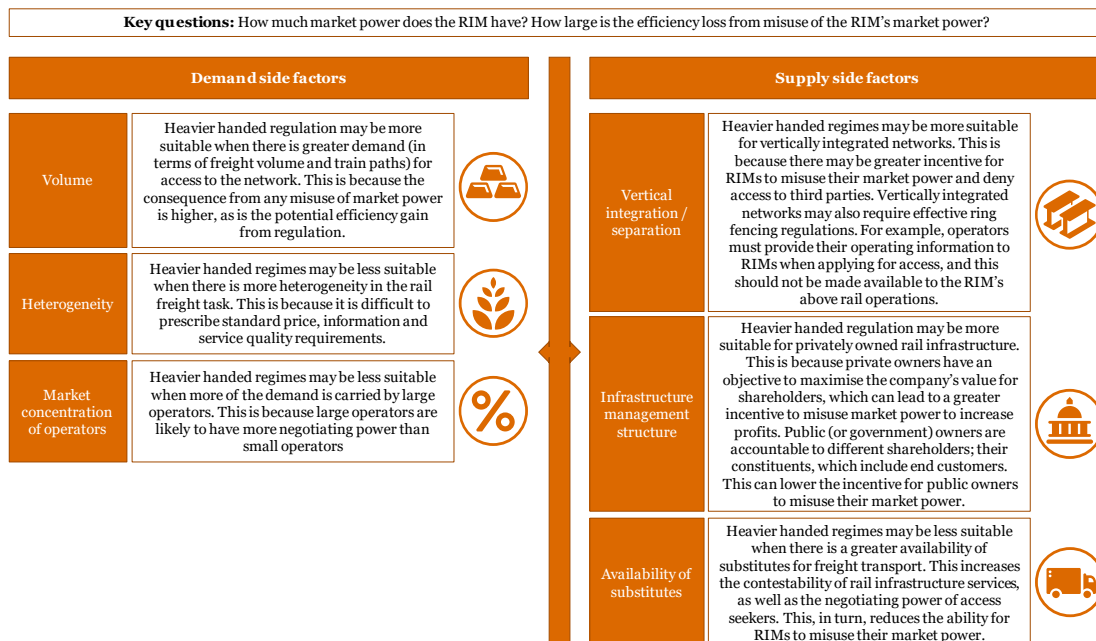 Key questions: How much market power does the RIM have? How large is the efficiency loss from misuse of the RIM's market power?
Demand side factors
Volume
Heavier handed regulation may be more
suitable when there is greater demand (in
terms of freight volume and train paths) for
access to the network. This is because the
consequence from any misuse of market power
is higher, as is the potential efficiency gain
from regulation.
Heterogeneity
Heavier handed regimes may be less suitable
when there is more heterogeneity in the rail
freight task. This is because it is difficult to
prescribe standard price, information and
service quality requirements.
Market
concentration
of operators
Heavier handed regimes may be less suitable
when more of the demand is carried by large
operators. This is because large operators are
likely to have more negotiating power than
small operators
%
Supply side factors
Vertical
integration /
separation
Heavier handed regimes may be more suitable
for vertically integrated networks. This is
because there may be greater incentive for
RIMs to misuse their market power and deny
access to third parties. Vertically integrated
networks may also require effective ring
fencing regulations. For example, operators
must provide their operating information to
RIMs when applying for access, and this
should not be made available to the RIM's
above rail operations.
Infrastructure
management
structure
Heavier handed regulation may be more
suitable for privately owned rail infrastructure.
This is because private owners have an
objective to maximise the company's value for
shareholders, which can lead to a greater
incentive to misuse market power to increase
profits. Public (or government) owners are
accountable to different shareholders; their
constituents, which include end customers.
This can lower the incentive for public owners
to misuse their market power.
Availability of
substitutes
Heavier handed regimes may be less suitable
when there is a greater availability of
substitutes for freight transport. This increases
the contestability of rail infrastructure services,
as well as the negotiating power of access
seekers. This, in turn, reduces the ability for
RIMs to misuse their market power.